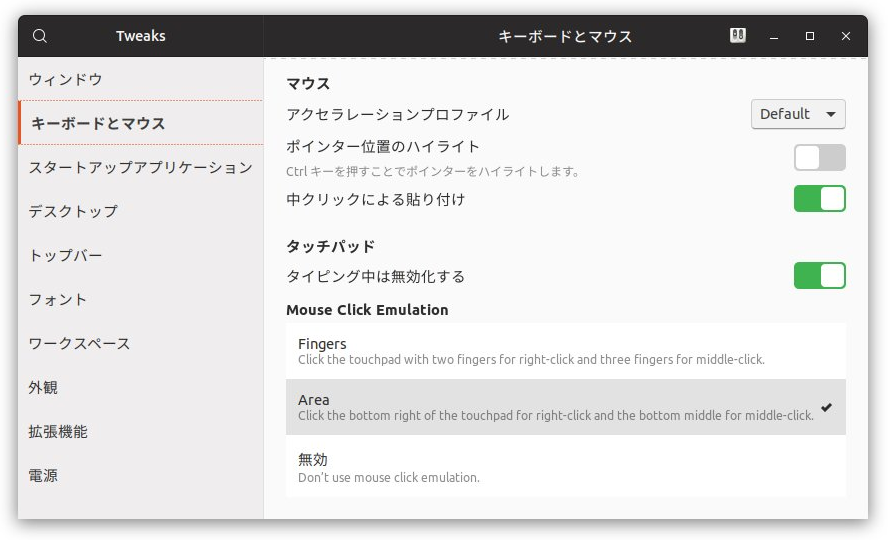 Tweaks
キーボードとマウス
ウィンドウ
キーボードとマウス
スタートアップアプリケーション
デスクトップ
トップバー
フォント
ワークスペース
外観
拡張機能
電源
マウス
アクセラレーションプロファイル
Default
ポインター位置のハイライト
Ctrl キーを押すことでポインターをハイライトします。
中クリックによる貼り付け
タッチパッド
タイピング中は無効化する
Mouse Click Emulation
Fingers
Click the touchpad with two fingers for right-click and three fingers for middle-click.
Area
Click the bottom right of the touchpad for right-click and the bottom middle for middle-click.
無効
Don’t use mouse click emulation.